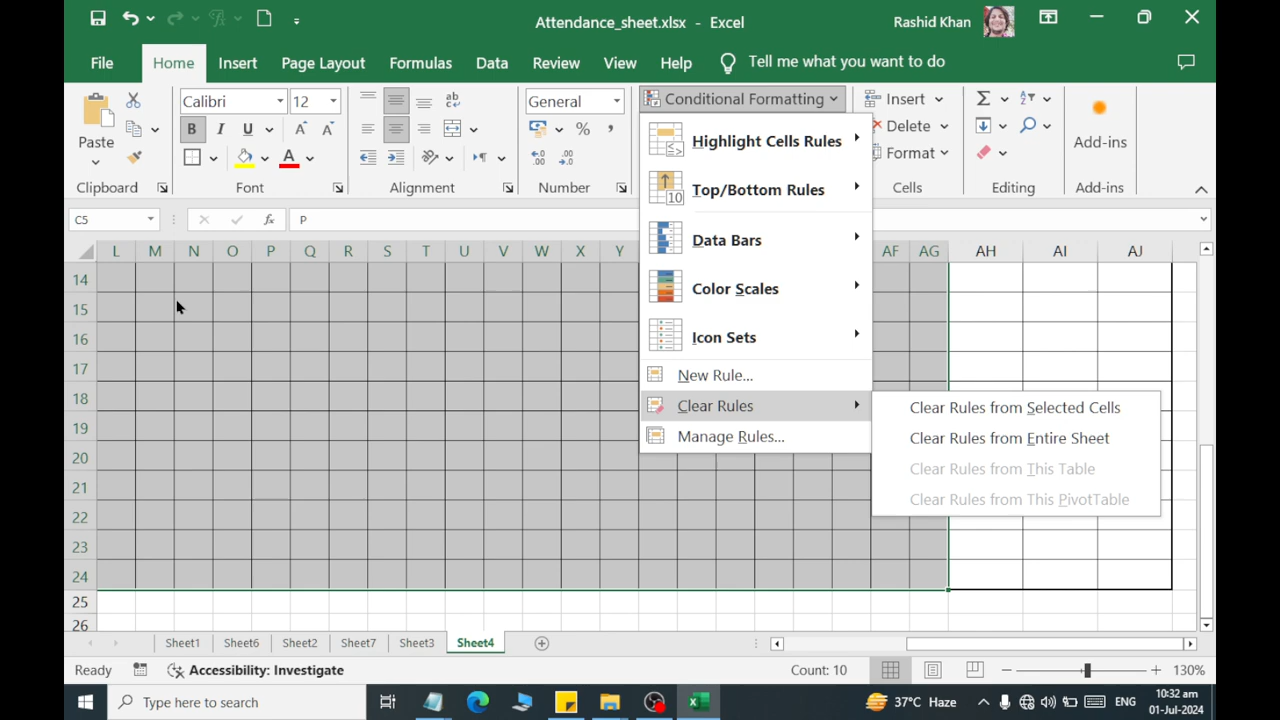 Attendance_sheet.xlsx - Excel
Rashid Khan
File Home Insert Page Layout Formulas Data Review View Help Tell me what you want to do
Paste
Clipboard
Calibri 12
B I U A A
A
Font
ab
Alignment
General
% ,
Number
Conditional Formatting
Insert
Delete
Format
Cells
Editing
Add-ins
Add-ins
C5 fx P
L M N O P Q R S T U V W X Y AF AG AH AI AJ
14
15
16
17
18
19
20
21
22
23
24
25
26
Highlight Cells Rules
Top/Bottom Rules
Data Bars
Color Scales
Icon Sets
New Rule...
Clear Rules
Manage Rules...
Clear Rules from Selected Cells
Clear Rules from Entire Sheet
Clear Rules from This Table
Clear Rules from This PivotTable
Sheet1 Sheet6 Sheet2 Sheet7 Sheet3 Sheet4
Ready Accessibility: Investigate Count: 10 130%
Type here to search 37°C Haze ENG 10:32 am
01-Jul-2024